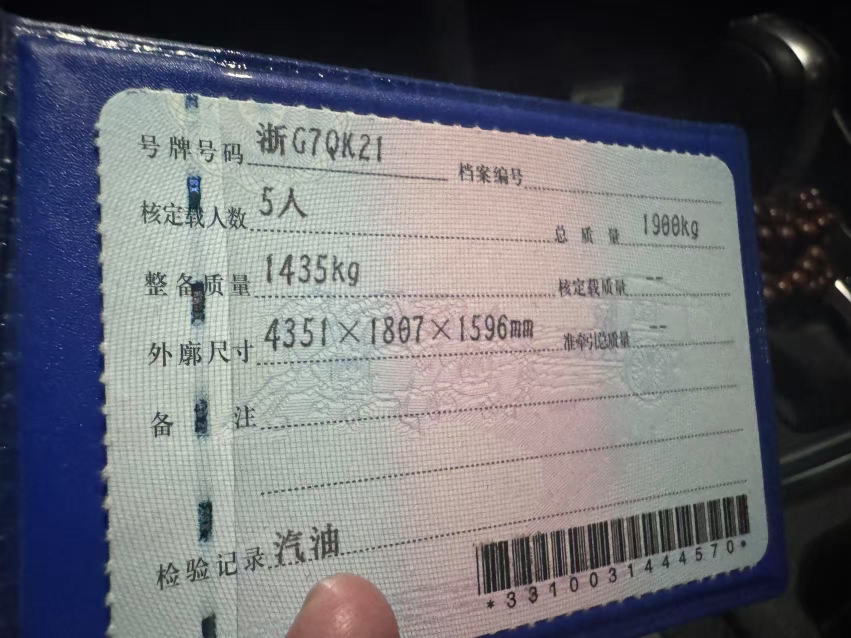 号牌号码 浙G7QK21 档案编号
核定载人数 5人 总质量 1900kg
整备质量 1435kg 核定载质量 --
外廓尺寸 4351×1807×1596mm 准牵引总质量 --
备注
检验记录 汽油
*3310031444570*